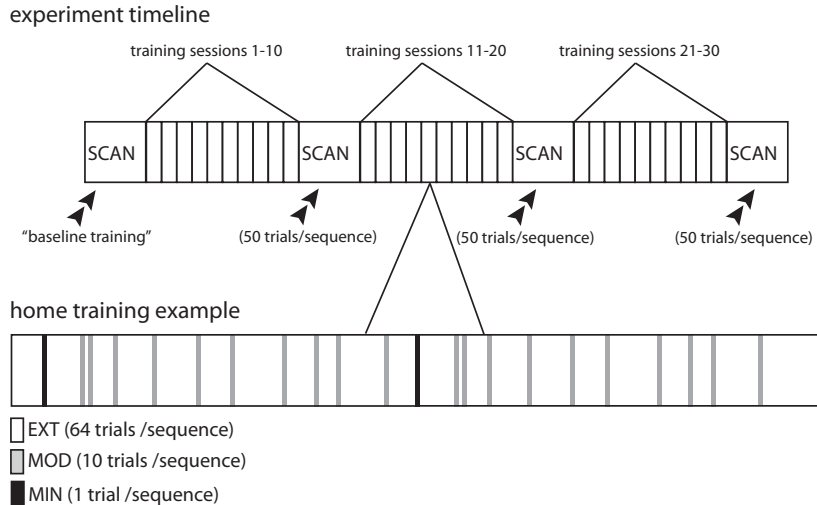 experiment timeline
training sessions 1-10
training sessions 11-20
training sessions 21-30
SCAN
SCAN
SCAN
SCAN
"baseline training"
(50 trials/sequence)
(50 trials/sequence)
(50 trials/sequence)
home training example
EXT (64 trials /sequence)
MOD (10 trials /sequence)
MIN (1 trial /sequence)